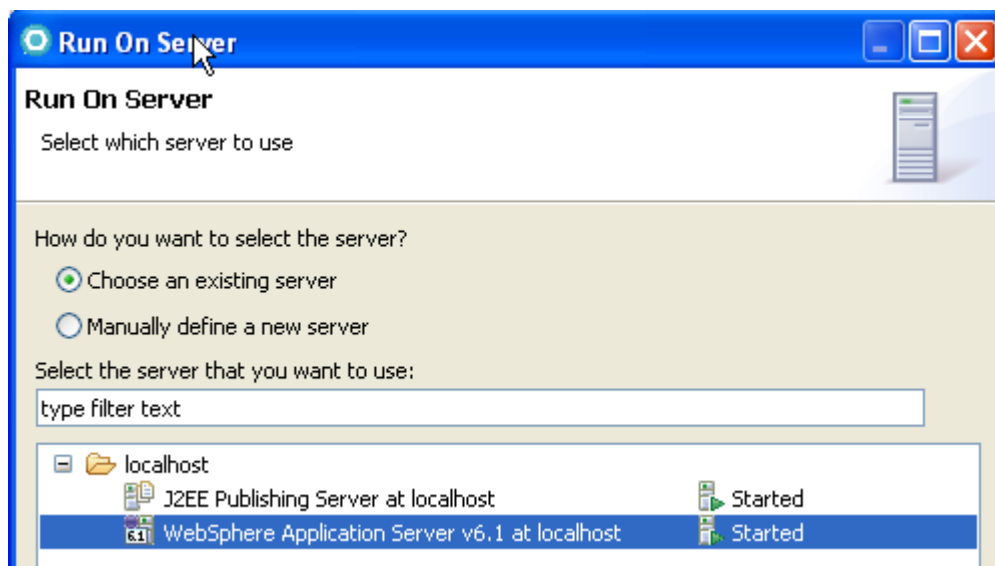 Run On Server
Run On Server
Select which server to use
How do you want to select the server?
Choose an existing server
Manually define a new server
Select the server that you want to use:
type filter text
localhost
J2EE Publishing Server at localhost Started
6.1 WebSphere Application Server v6.1 at localhost Started